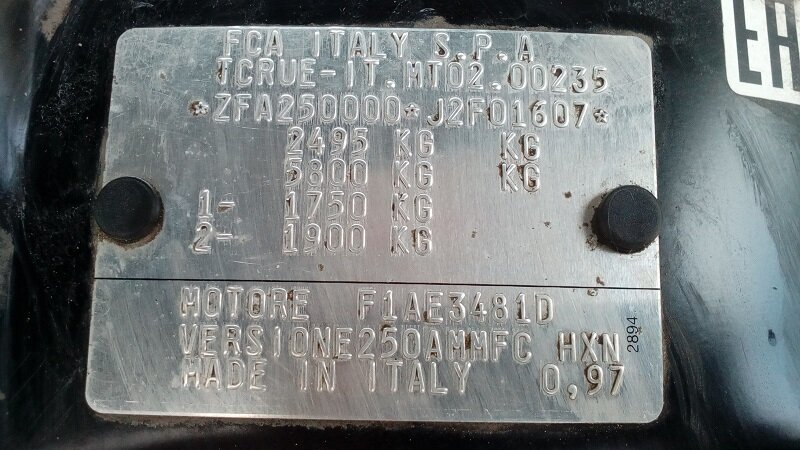 FCA ITALY S.P.A
TCRUE-IT.MT02.00235
*ZFA250000*J2F01607*
2495 KG KG
5800 KG KG
1- 1750 KG
2- 1900 KG
MOTORE F1AE3481D
VERSIONE250AMMFC HXN
2894
MADE IN ITALY 0,97